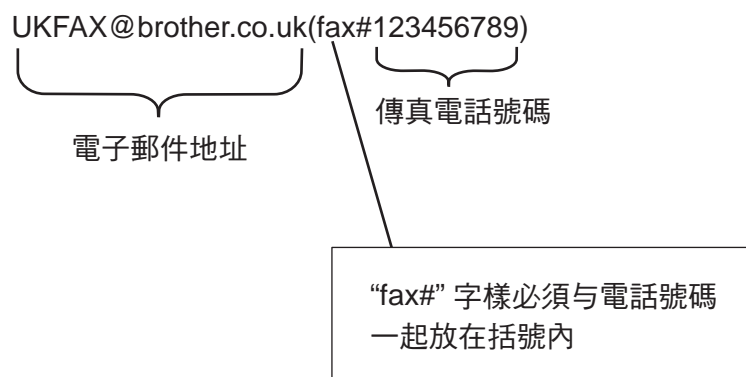 UKFAX@brother.co.uk(fax#123456789)
傳真電話號碼
電子郵件地址
“fax#” 字樣必須与電話號碼
一起放在括號內